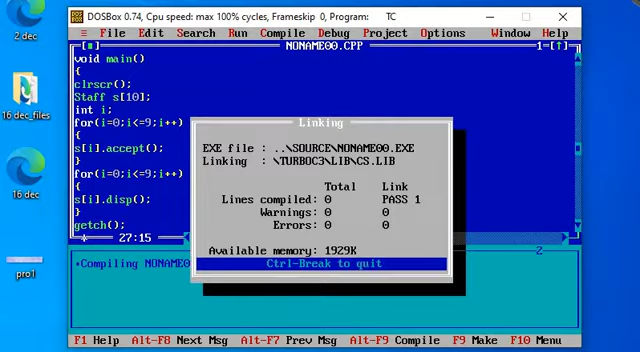 2 dec
16 dec_files
16 dec
pro1
DOSBox 0.74, Cpu speed: max 100% cycles, Frameskip 0, Program: TC
File Edit Search Run Compile Debug Project Options Window Help
NONAME00.CPP
1=[↑]
void main()
{
clrscr();
Staff s[10];
int i;
for(i=0;i<=9;i++)
{
s[i].accept();
}
for(i=0;i<=9;i++)
{
s[i].disp();
}
getch();
27:15
Linking
EXE file : ..\SOURCE\NONAME00.EXE
Linking : \TURBOC3\LIB\CS.LIB
Total Link
Lines compiled: 0 PASS 1
Warnings: 0 0
Errors: 0 0
Available memory: 1929K
Ctrl-Break to quit
2
•Compiling NONAME0
F1 Help Alt-F8 Next Msg Alt-F7 Prev Msg Alt-F9 Compile F9 Make F10 Menu